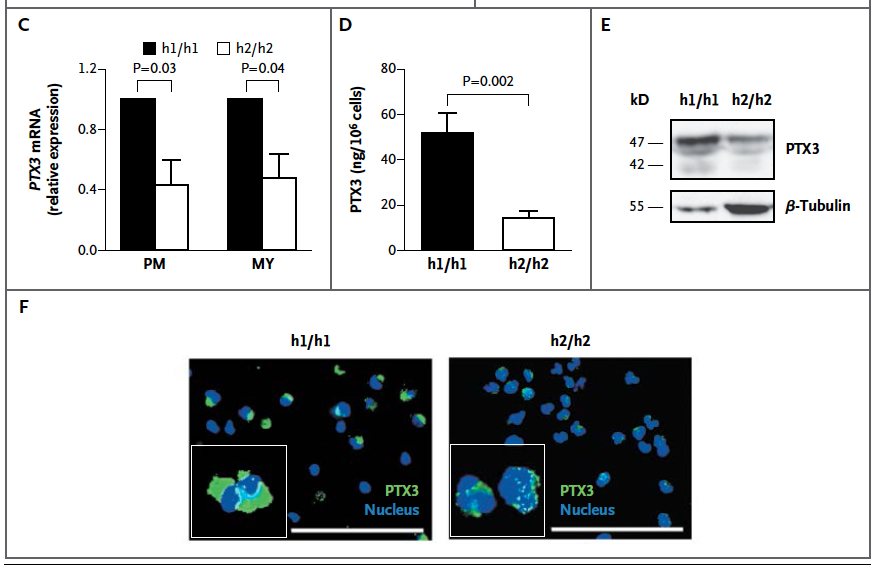 C
h1/h1 h2/h2
PTX3 mRNA
(relative expression)
1.2
0.8
0.4
0.0
P=0.03
P=0.04
PM
MY
D
PTX3 (ng/10⁶ cells)
80
60
40
20
0
P=0.002
h1/h1
h2/h2
E
kD h1/h1 h2/h2
47
42
PTX3
55
β-Tubulin
F
h1/h1
h2/h2
PTX3
Nucleus
PTX3
Nucleus